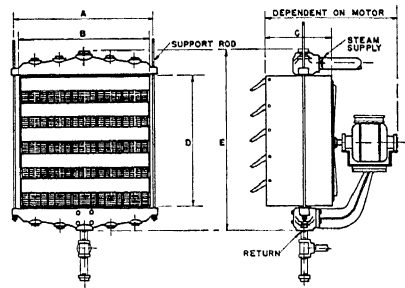 A
DEPENDENT ON MOTOR
B
C
SUPPORT ROD
STEAM
SUPPLY
D
E
RETURN